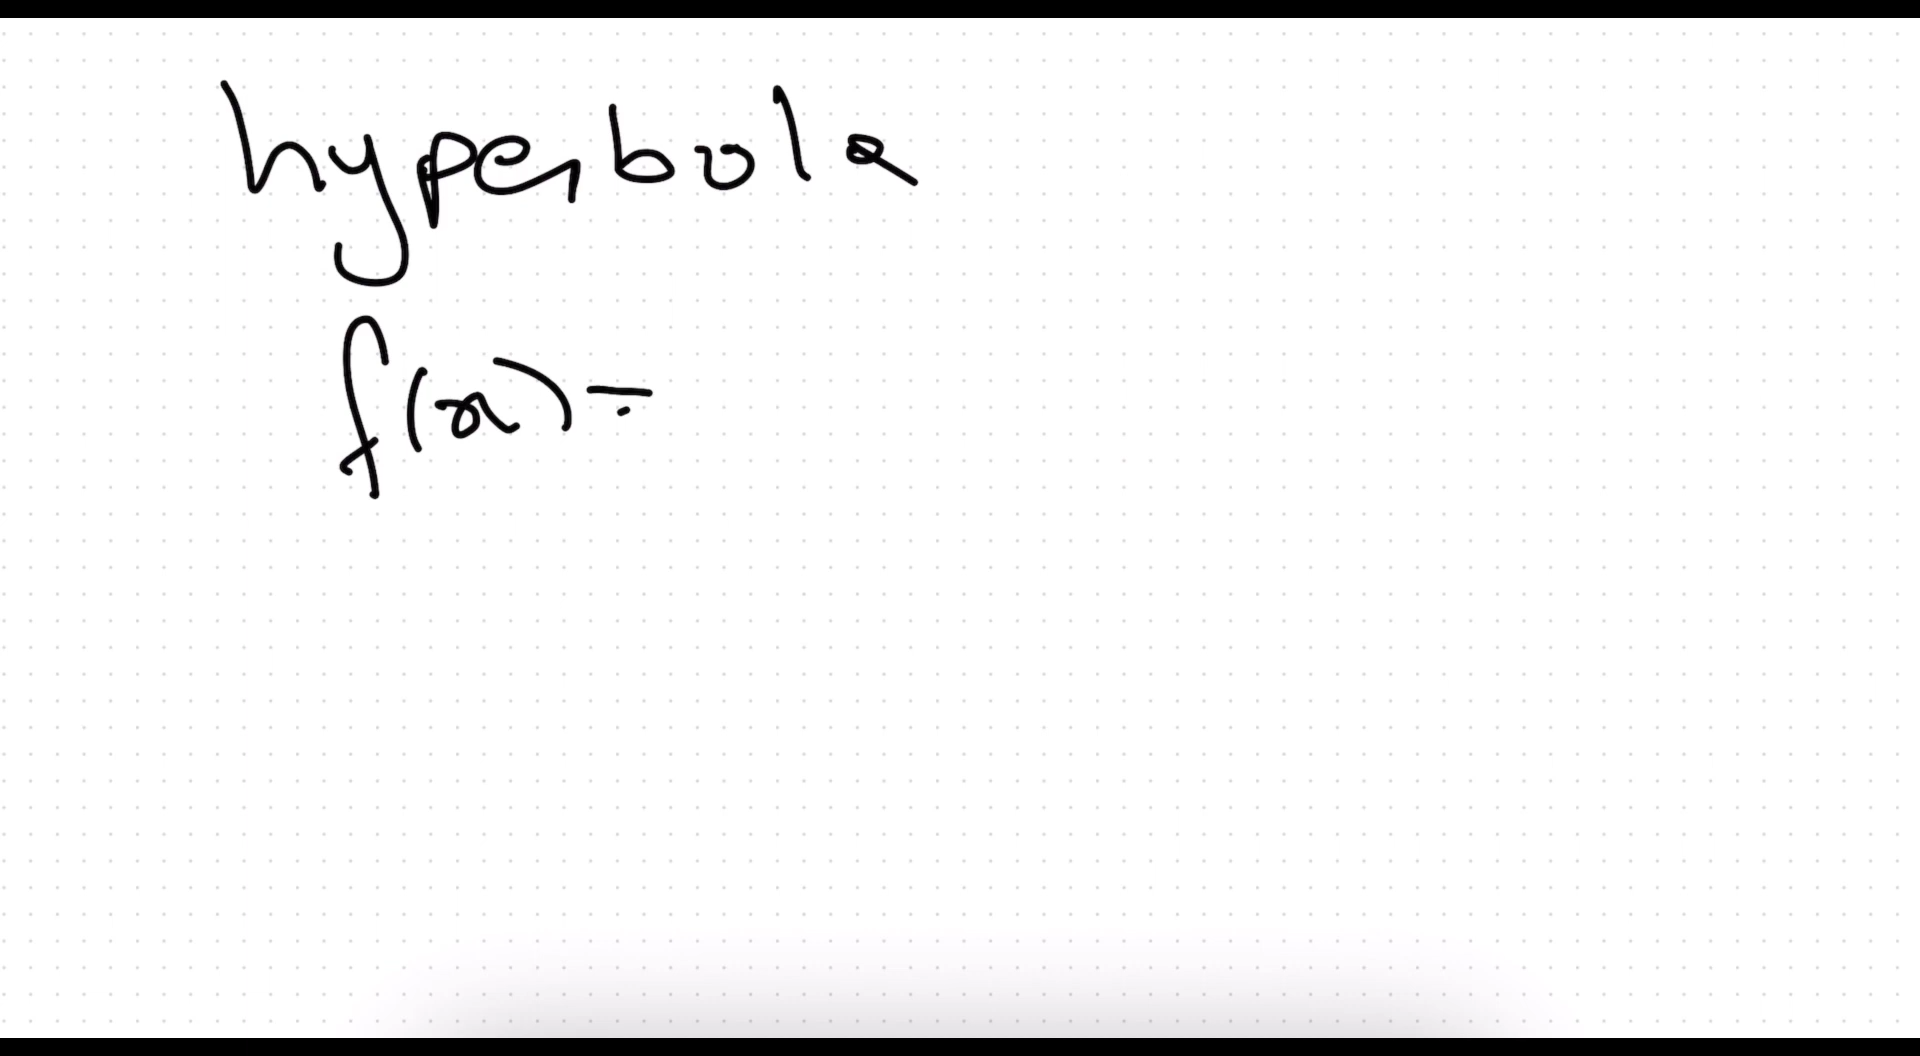 hyperbola
f(x) =